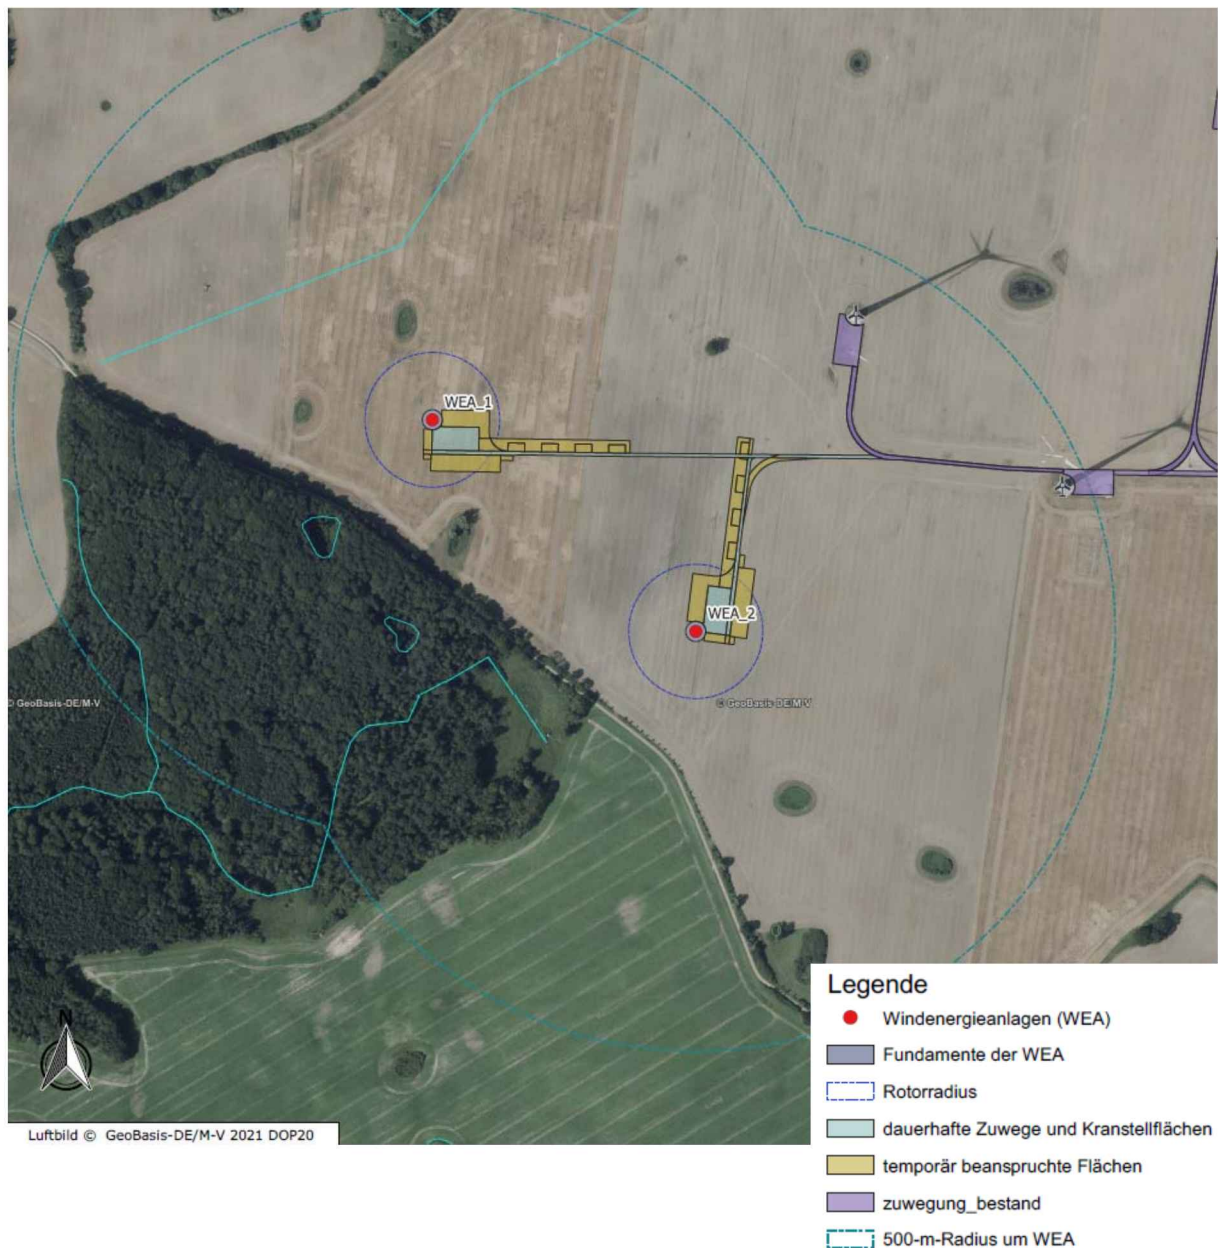 WEA_1
WEA_2
© GeoBasis-DE/M-V
© GeoBasis-DE/M-V
N
Luftbild © GeoBasis-DE/M-V 2021 DOP20
Legende
Windenergieanlagen (WEA)
Fundamente der WEA
Rotorradius
dauerhafte Zuwege und Kranstellflächen
temporär beanspruchte Flächen
zuwegung_bestand
500-m-Radius um WEA